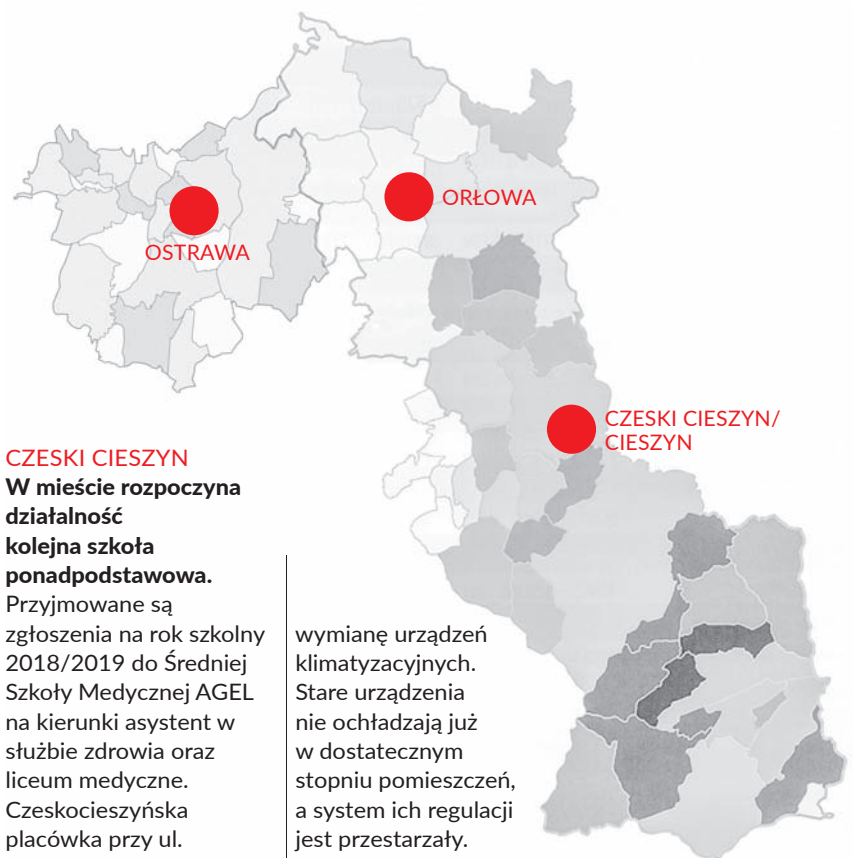 ORŁOWA
OSTRAWA
CZESKI CIESZYN/
CIESZYN
CZESKI CIESZYN
W mieście rozpoczyna
działalność
kolejna szkoła
ponadpodstawowa.
Przyjmowane są
zgłoszenia na rok szkolny
2018/2019 do Średniej
Szkoły Medycznej AGEL
na kierunki asystent w
służbie zdrowia oraz
liceum medyczne.
Czeskocieszyńska
placówka przy ul.
wymianę urządzeń
klimatyzacyjnych.
Stare urządzenia
nie ochładzają już
w dostatecznym
stopniu pomieszczeń,
a system ich regulacji
jest przestarzały.